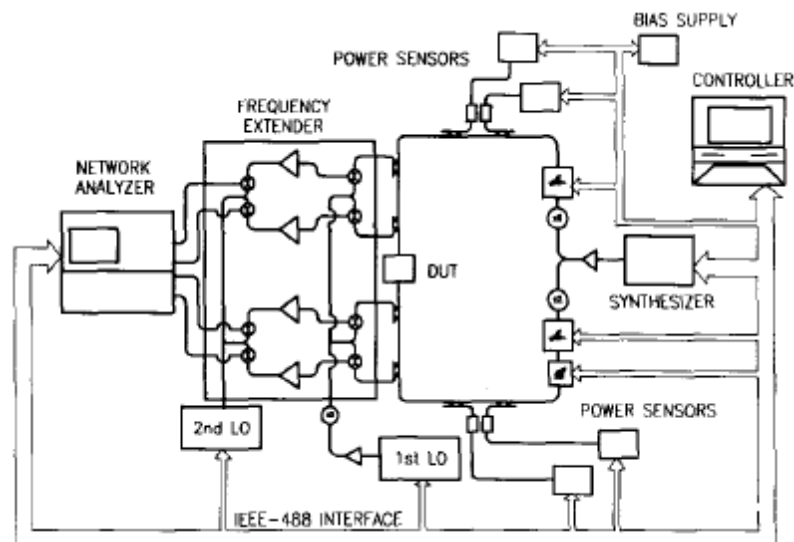 BIAS SUPPLY
POWER SENSORS
CONTROLLER
FREQUENCY
EXTENDER
NETWORK
ANALYZER
DUT
SYNTHESIZER
2nd LO
1st LO
POWER SENSORS
IEEE-488 INTERFACE